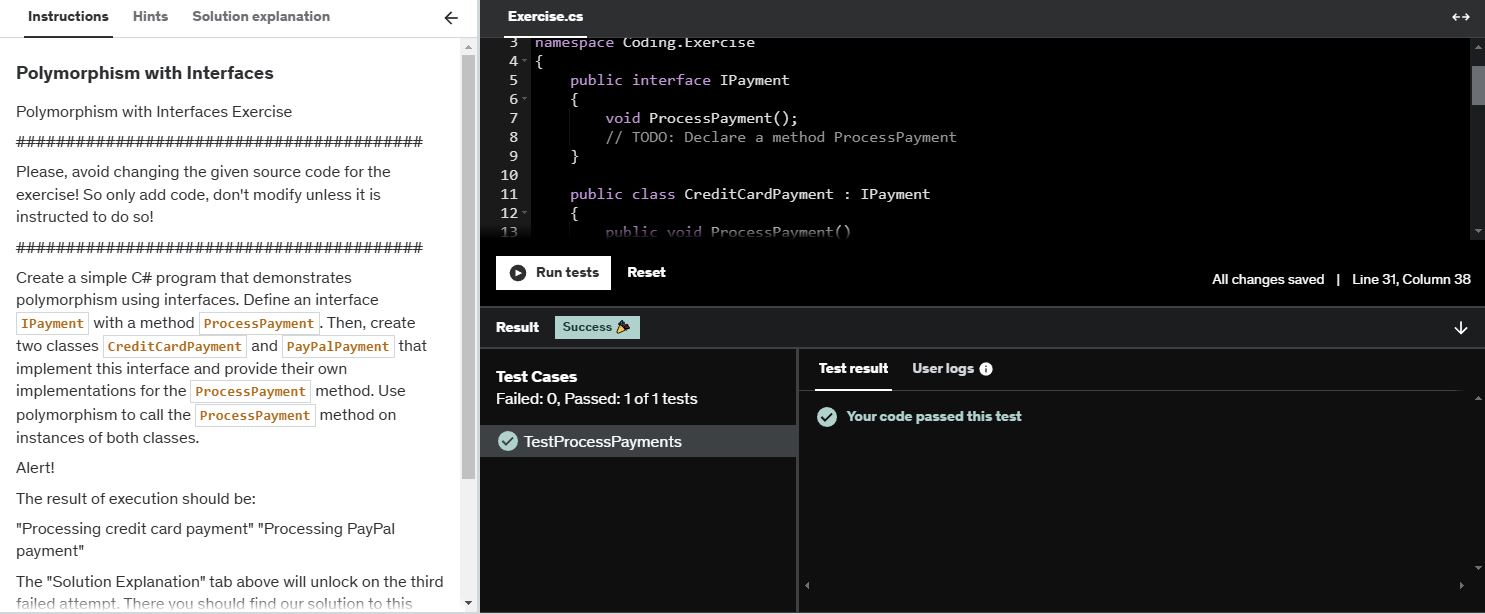 Instructions Hints Solution explanation
Polymorphism with Interfaces
Polymorphism with Interfaces Exercise
########################################
Please, avoid changing the given source code for the
exercise! So only add code, don't modify unless it is
instructed to do so!
########################################
Create a simple C# program that demonstrates
polymorphism using interfaces. Define an interface
IPayment with a method ProcessPayment. Then, create
two classes CreditCardPayment and PayPalPayment that
implement this interface and provide their own
implementations for the ProcessPayment method. Use
polymorphism to call the ProcessPayment method on
instances of both classes.
Alert!
The result of execution should be:
"Processing credit card payment" "Processing PayPal
payment"
The "Solution Explanation" tab above will unlock on the third
failed attempt. There you should find our solution to this
Exercise.cs
3 namespace Coding.Exercise
4 {
5 public interface IPayment
6 {
7 void ProcessPayment();
8 // TODO: Declare a method ProcessPayment
9 }
10
11 public class CreditCardPayment : IPayment
12 {
13 public void ProcessPayment()
Run tests Reset
All changes saved | Line 31, Column 38
Result Success
Test Cases
Failed: 0, Passed: 1 of 1 tests
TestProcessPayments
Test result User logs
Your code passed this test